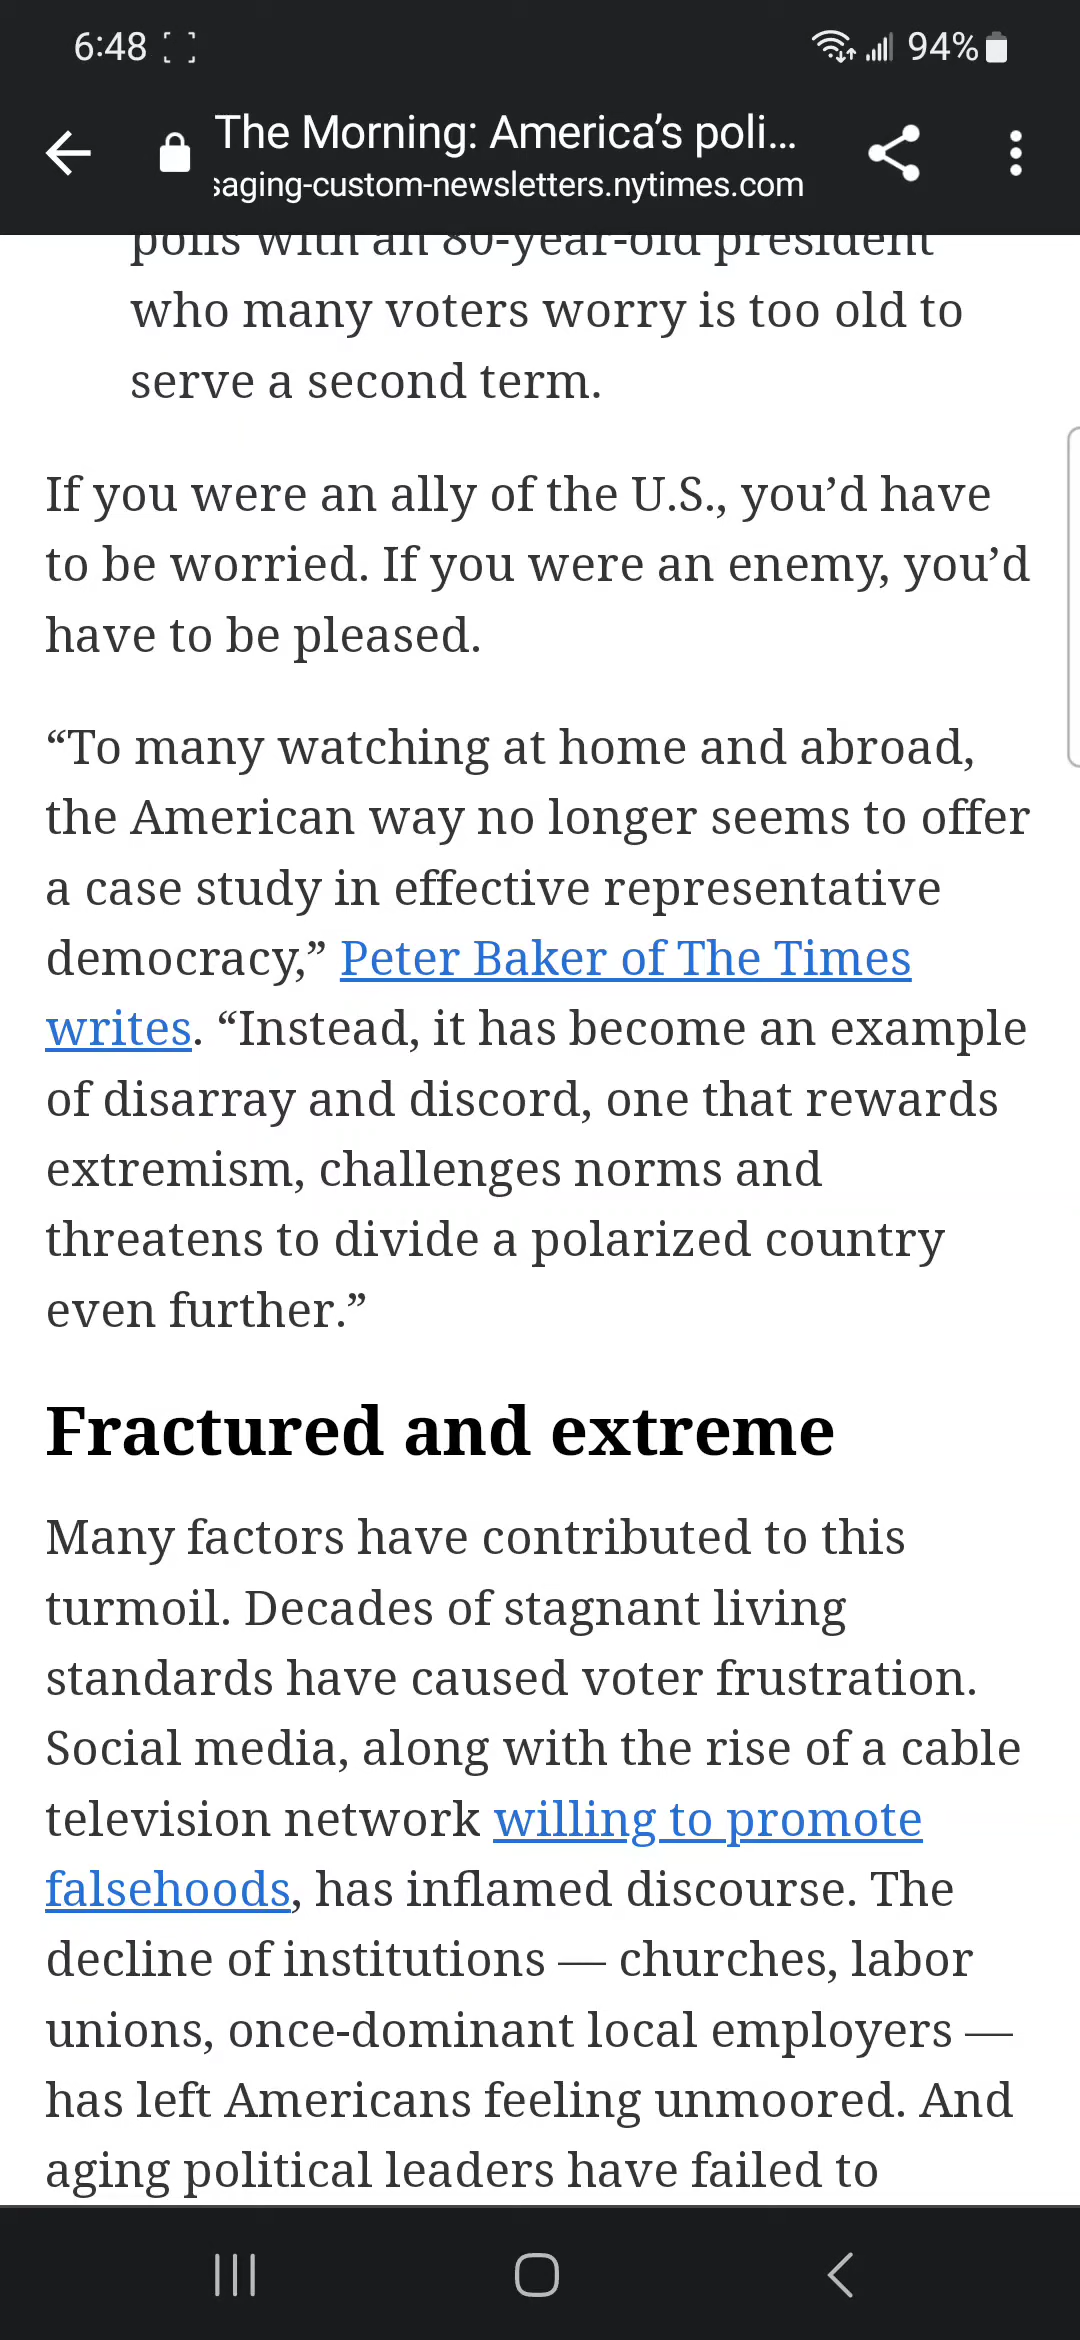 6:48
94%
The Morning: America’s poli...
saging-custom-newsletters.nytimes.com
polls with an 80-year-old president
who many voters worry is too old to
serve a second term.
If you were an ally of the U.S., you’d have
to be worried. If you were an enemy, you’d
have to be pleased.
“To many watching at home and abroad,
the American way no longer seems to offer
a case study in effective representative
democracy,” Peter Baker of The Times
writes. “Instead, it has become an example
of disarray and discord, one that rewards
extremism, challenges norms and
threatens to divide a polarized country
even further.”
Fractured and extreme
Many factors have contributed to this
turmoil. Decades of stagnant living
standards have caused voter frustration.
Social media, along with the rise of a cable
television network willing to promote
falsehoods, has inflamed discourse. The
decline of institutions — churches, labor
unions, once-dominant local employers —
has left Americans feeling unmoored. And
aging political leaders have failed to